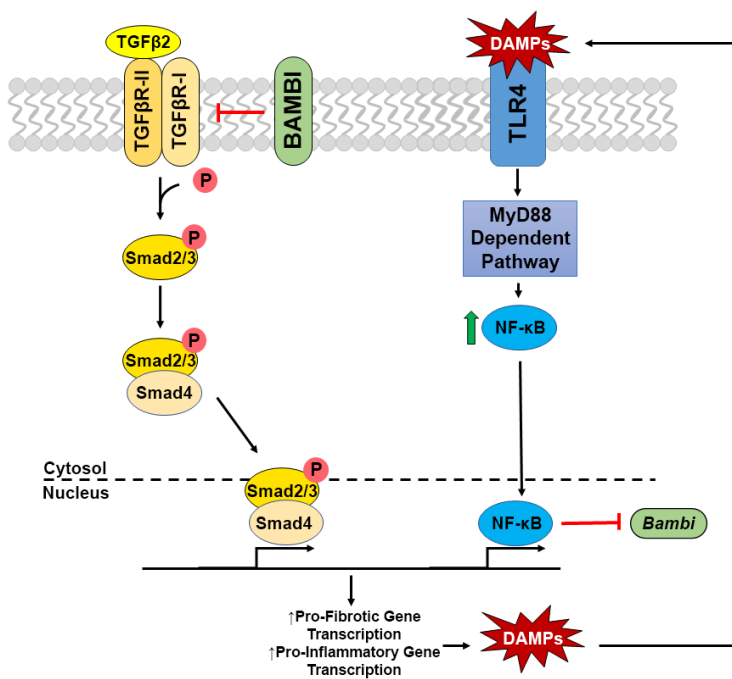 TGFβ2
TGFβR-II
TGFβR-I
BAMBI
DAMPs
TLR4
P
MyD88
Dependent
Pathway
P
Smad2/3
NF-κB
P
Smad2/3
Smad4
Cytosol
Nucleus
P
Smad2/3
Smad4
NF-κB
Bambi
↑Pro-Fibrotic Gene
Transcription
↑Pro-Inflammatory Gene
Transcription
DAMPs